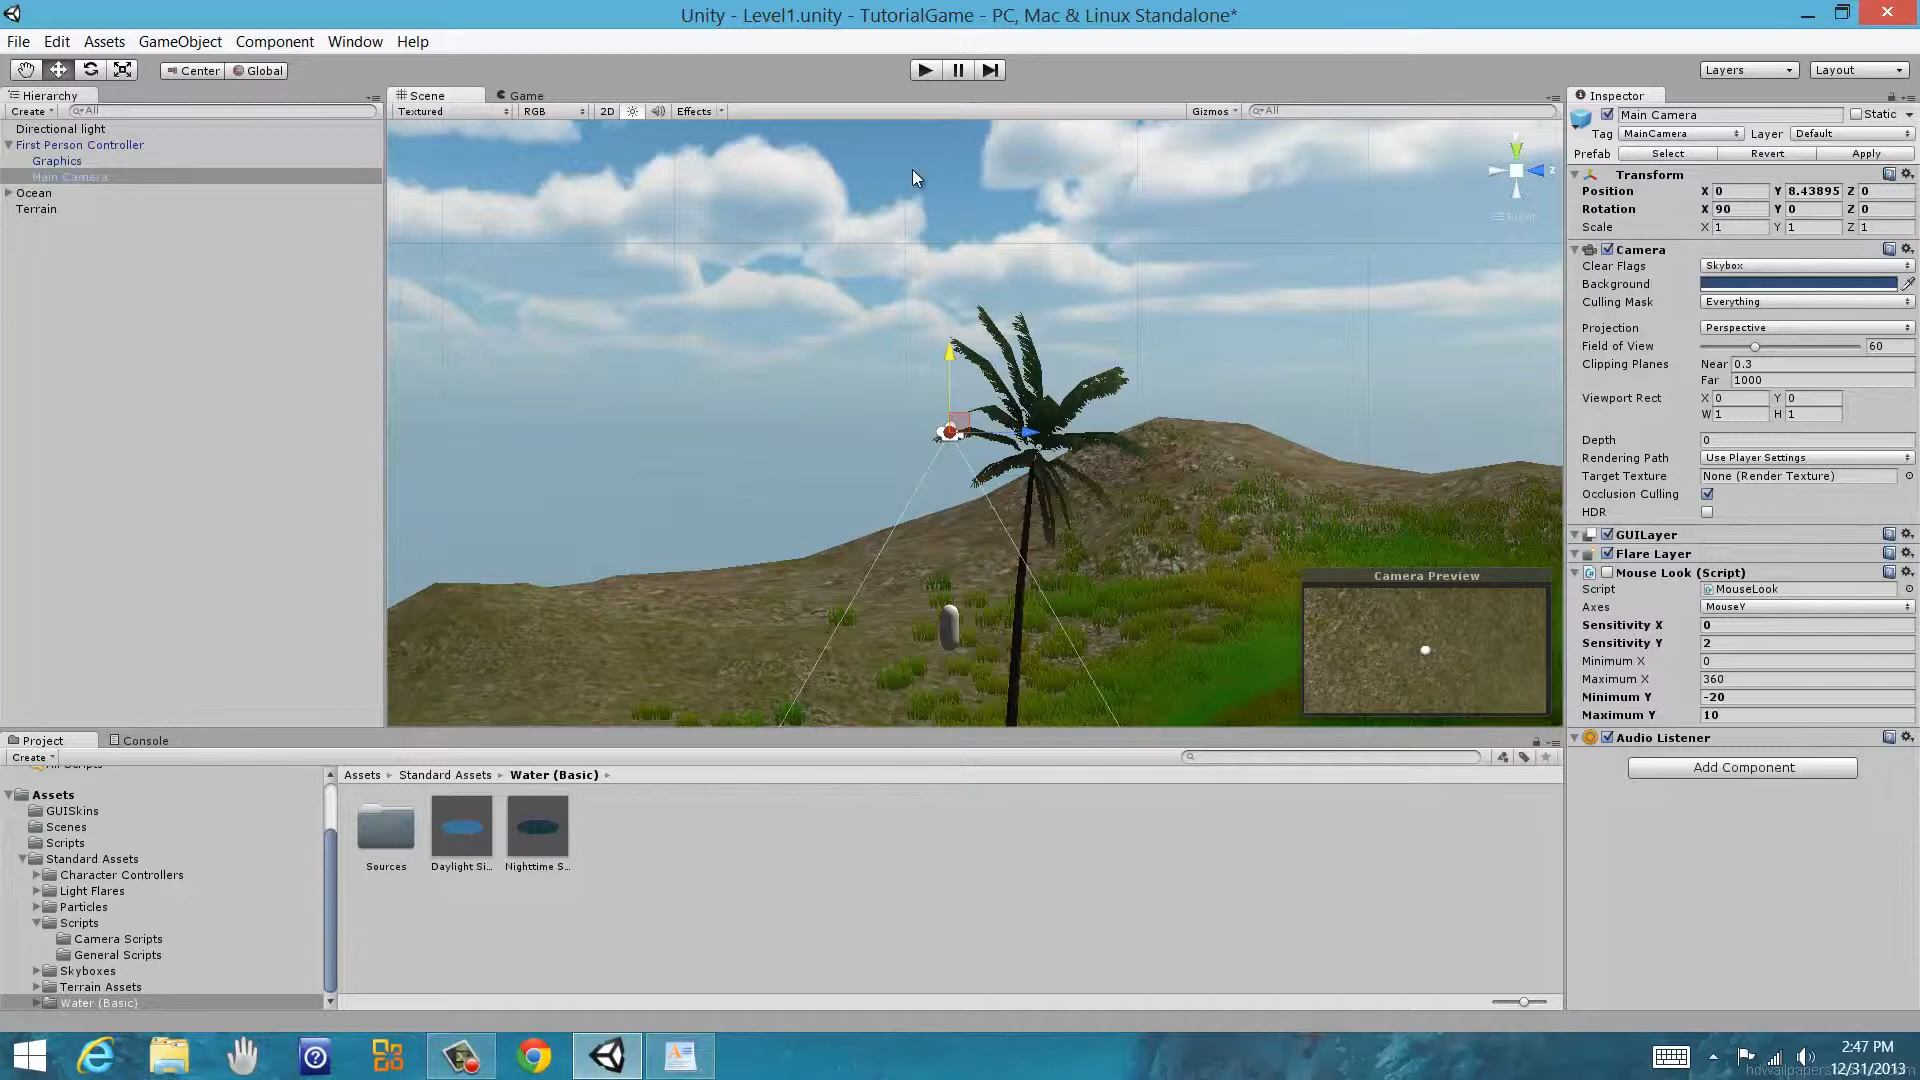 Unity - Level1.unity - TutorialGame - PC, Mac & Linux Standalone*
File Edit Assets GameObject Component Window Help
Center Global
Layers Layout
Hierarchy
Create All
Directional light
First Person Controller
Graphics
Main Camera
Ocean
Terrain
Scene Game
Textured RGB 2D Effects Gizmos All
y
z
Camera Preview
Inspector
Main Camera Static
Tag MainCamera Layer Default
Prefab Select Revert Apply
Transform
Position X 0 Y 8.43895 Z 0
Rotation X 90 Y 0 Z 0
Scale X 1 Y 1 Z 1
Camera
Clear Flags Skybox
Background
Culling Mask Everything
Projection Perspective
Field of View 60
Clipping Planes Near 0.3
Far 1000
Viewport Rect X 0 Y 0
W 1 H 1
Depth 0
Rendering Path Use Player Settings
Target Texture None (Render Texture)
Occlusion Culling
HDR
GUILayer
Flare Layer
Mouse Look (Script)
Script MouseLook
Axes MouseY
Sensitivity X 0
Sensitivity Y 2
Minimum X 0
Maximum X 360
Minimum Y -20
Maximum Y 10
Audio Listener
Add Component
Project Console
Create
Assets
GUISkins
Scenes
Scripts
Standard Assets
Character Controllers
Light Flares
Particles
Scripts
Camera Scripts
General Scripts
Skyboxes
Terrain Assets
Water (Basic)
Assets Standard Assets Water (Basic)
Sources Daylight Si... Nighttime S...
2:47 PM
12/31/2013